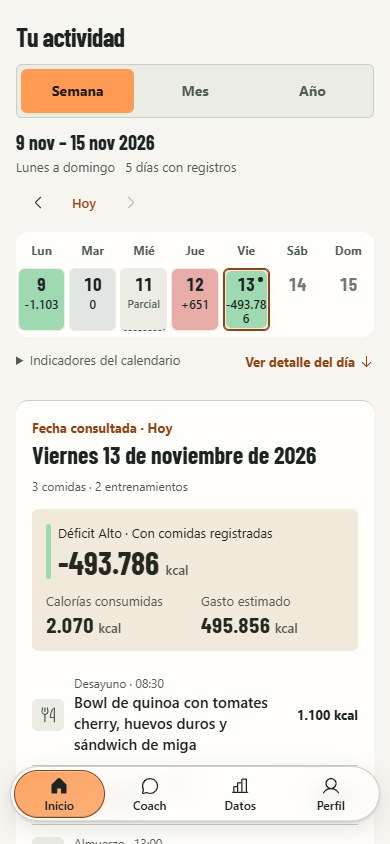 Tu actividad
Semana Mes Año
9 nov – 15 nov 2026
Lunes a domingo 5 días con registros
Hoy
Lun Mar Mié Jue Vie Sáb Dom
9 10 11 12 13 14 15
-1.103 0 Parcial +651 -493.78
6
Indicadores del calendario Ver detalle del día ↓
Fecha consultada · Hoy
Viernes 13 de noviembre de 2026
3 comidas · 2 entrenamientos
Déficit Alto · Con comidas registradas
-493.786 kcal
Calorías consumidas Gasto estimado
2.070 kcal 495.856 kcal
Desayuno · 08:30
Bowl de quinoa con tomates
cherry, huevos duros y
sándwich de miga
1.100 kcal
Inicio Coach Datos Perfil
Almuerzo · 13:00